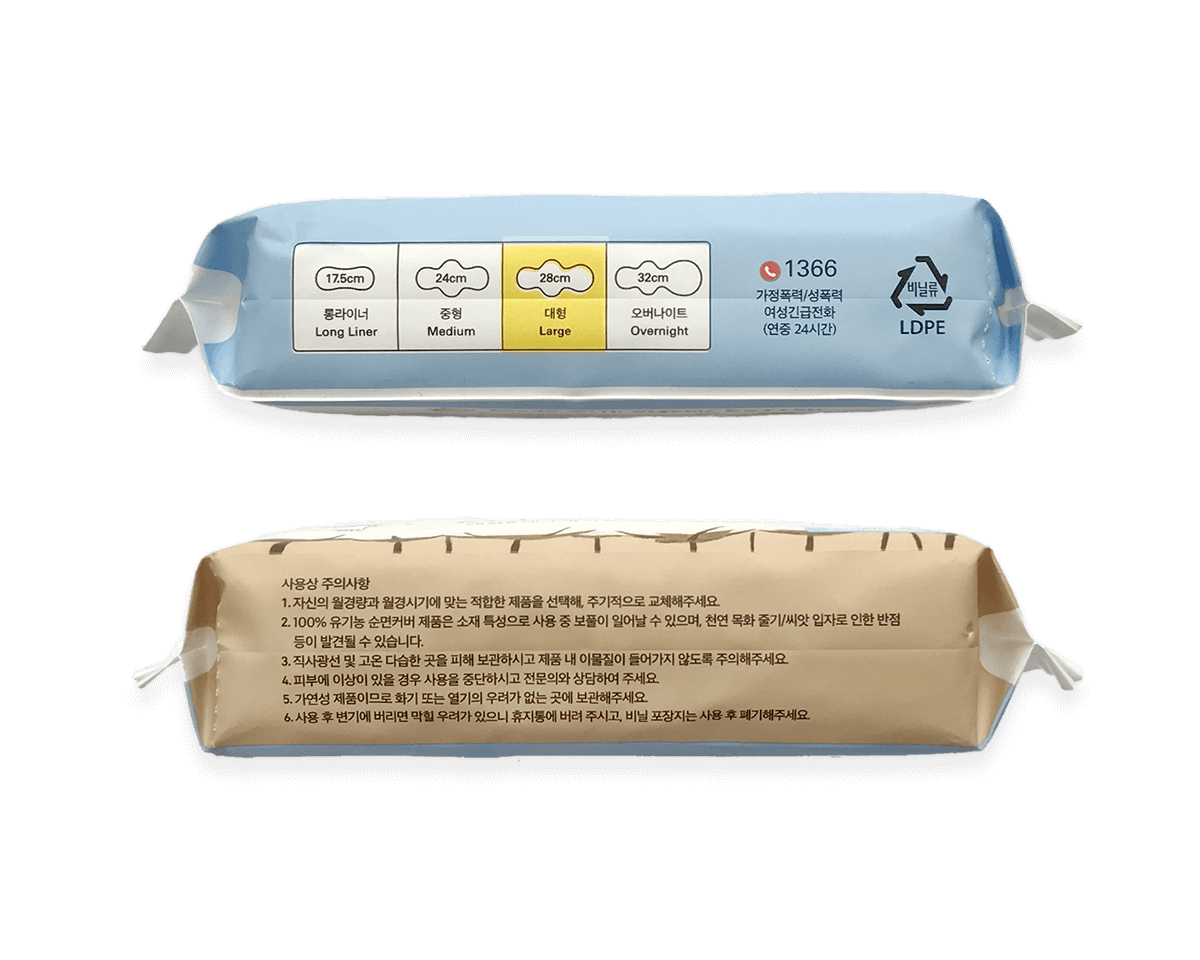 17.5cm
롱라이너
Long Liner
24cm
중형
Medium
28cm
대형
Large
32cm
오버나이트
Overnight
1366
가정폭력/성폭력
여성긴급전화
(연중 24시간)
비닐류
LDPE
사용상 주의사항
1. 자신의 월경량과 월경시기에 맞는 적합한 제품을 선택해, 주기적으로 교체해주세요.
2. 100% 유기농 순면커버 제품은 소재 특성으로 사용 중 보풀이 일어날 수 있으며, 천연 목화 줄기/씨앗 입자로 인한 반점
등이 발견될 수 있습니다.
3. 직사광선 및 고온 다습한 곳을 피해 보관하시고 제품 내 이물질이 들어가지 않도록 주의해주세요.
4. 피부에 이상이 있을 경우 사용을 중단하시고 전문의와 상담하여 주세요.
5. 가연성 제품이므로 화기 또는 열기의 우려가 없는 곳에 보관해주세요.
6. 사용 후 변기에 버리면 막힐 우려가 있으니 휴지통에 버려 주시고, 비닐 포장지는 사용 후 폐기해주세요.